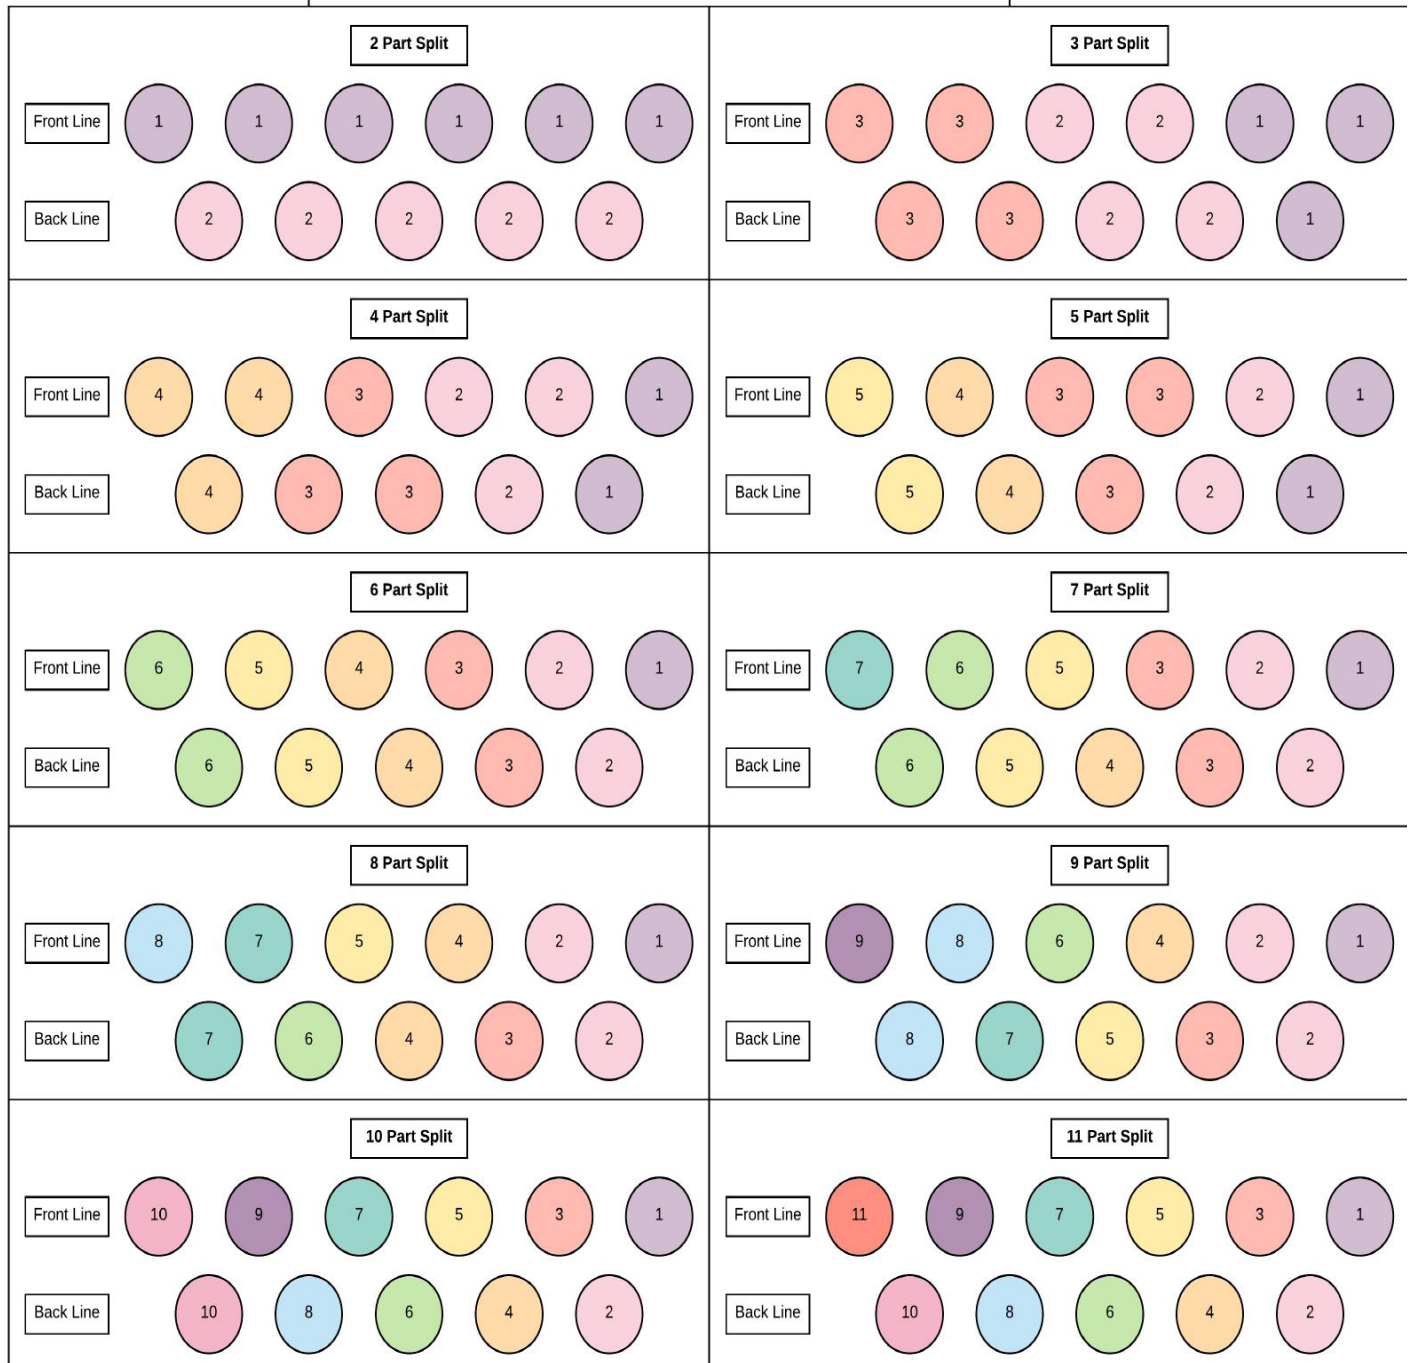 2 Part Split
Front Line 1 1 1 1 1 1
Back Line 2 2 2 2 2
3 Part Split
Front Line 3 3 2 2 1 1
Back Line 3 3 2 2 1
4 Part Split
Front Line 4 4 3 2 2 1
Back Line 4 3 3 2 1
5 Part Split
Front Line 5 4 3 3 2 1
Back Line 5 4 3 2 1
6 Part Split
Front Line 6 5 4 3 2 1
Back Line 6 5 4 3 2
7 Part Split
Front Line 7 6 5 3 2 1
Back Line 6 5 4 3 2
8 Part Split
Front Line 8 7 5 4 2 1
Back Line 7 6 4 3 2
9 Part Split
Front Line 9 8 6 4 2 1
Back Line 8 7 5 3 2
10 Part Split
Front Line 10 9 7 5 3 1
Back Line 10 8 6 4 2
11 Part Split
Front Line 11 9 7 5 3 1
Back Line 10 8 6 4 2